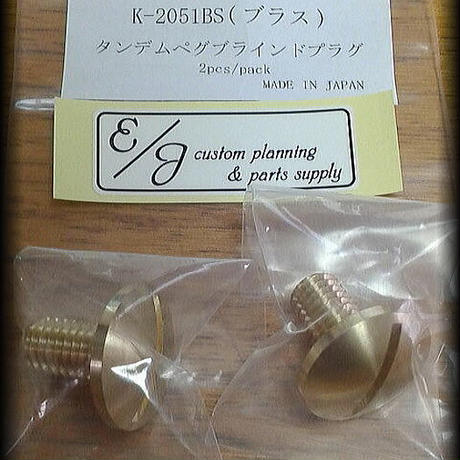 K-2051BS(ブラス)
タンデムペグブラインドプラグ
2pcs/pack
MADE IN JAPAN
E/J custom planning
& parts supply